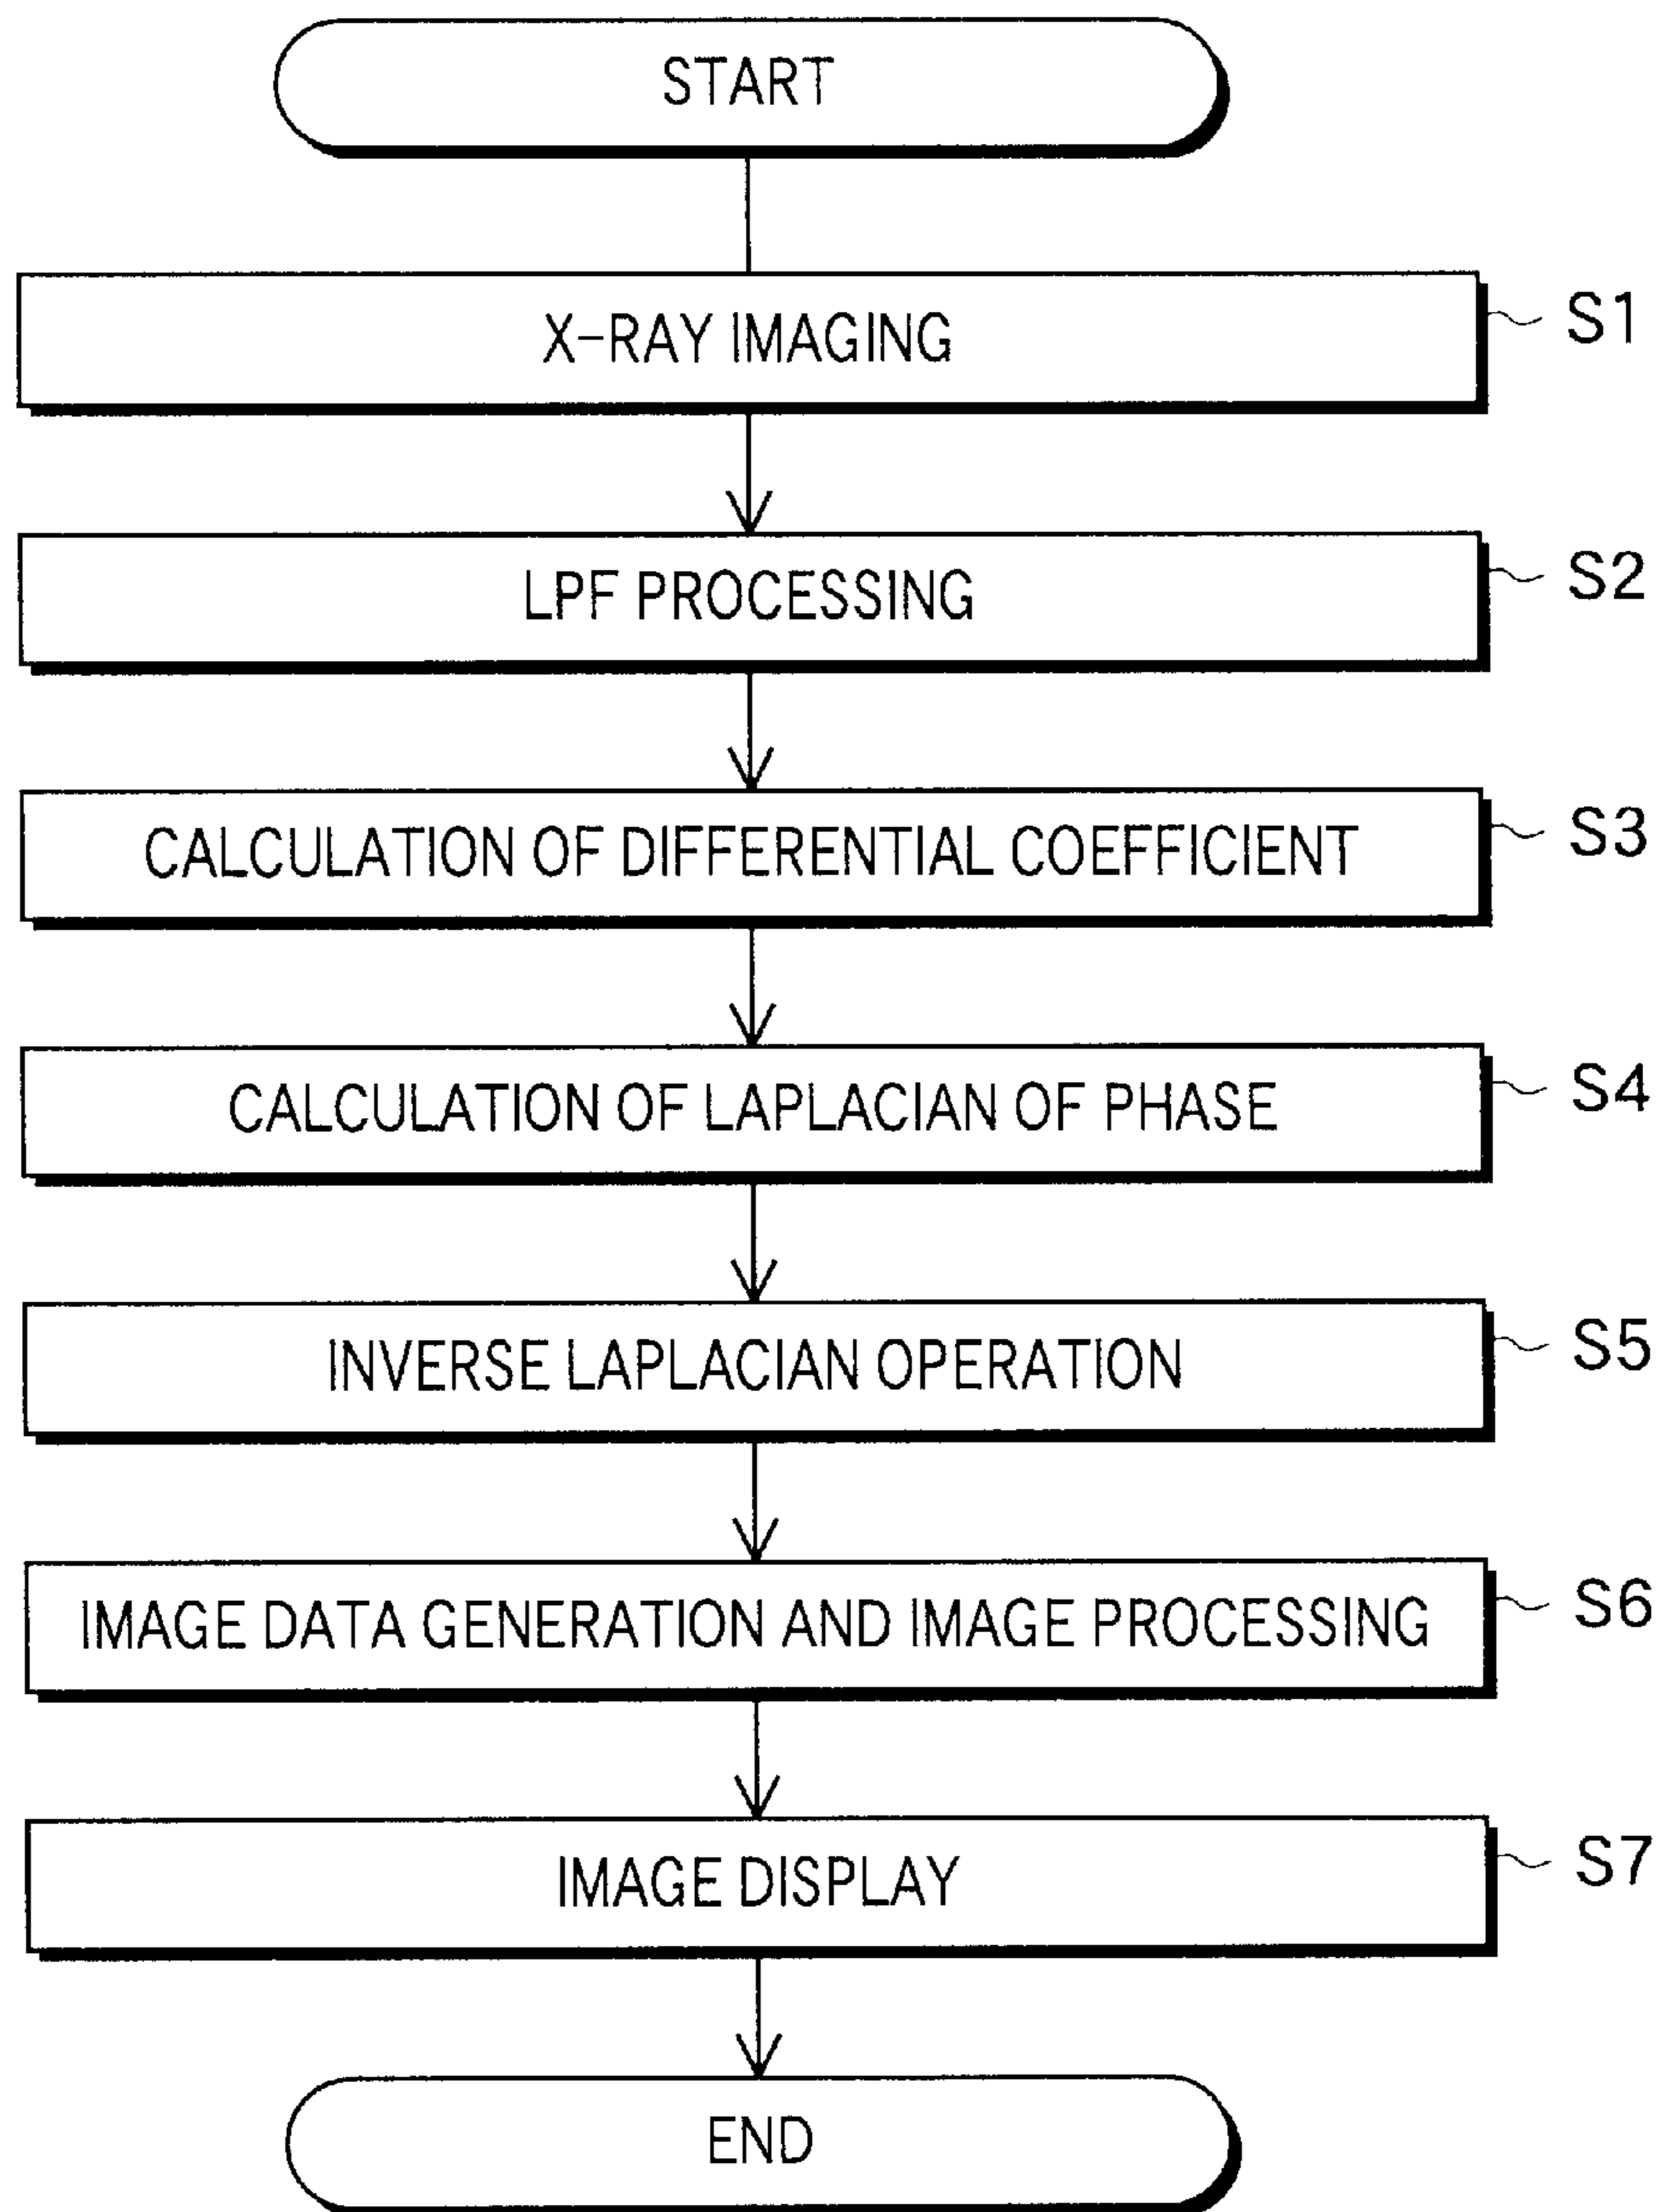 START
X-RAY IMAGING S1
LPF PROCESSING S2
CALCULATION OF DIFFERENTIAL COEFFICIENT S3
CALCULATION OF LAPLACIAN OF PHASE S4
INVERSE LAPLACIAN OPERATION S5
IMAGE DATA GENERATION AND IMAGE PROCESSING S6
IMAGE DISPLAY S7
END